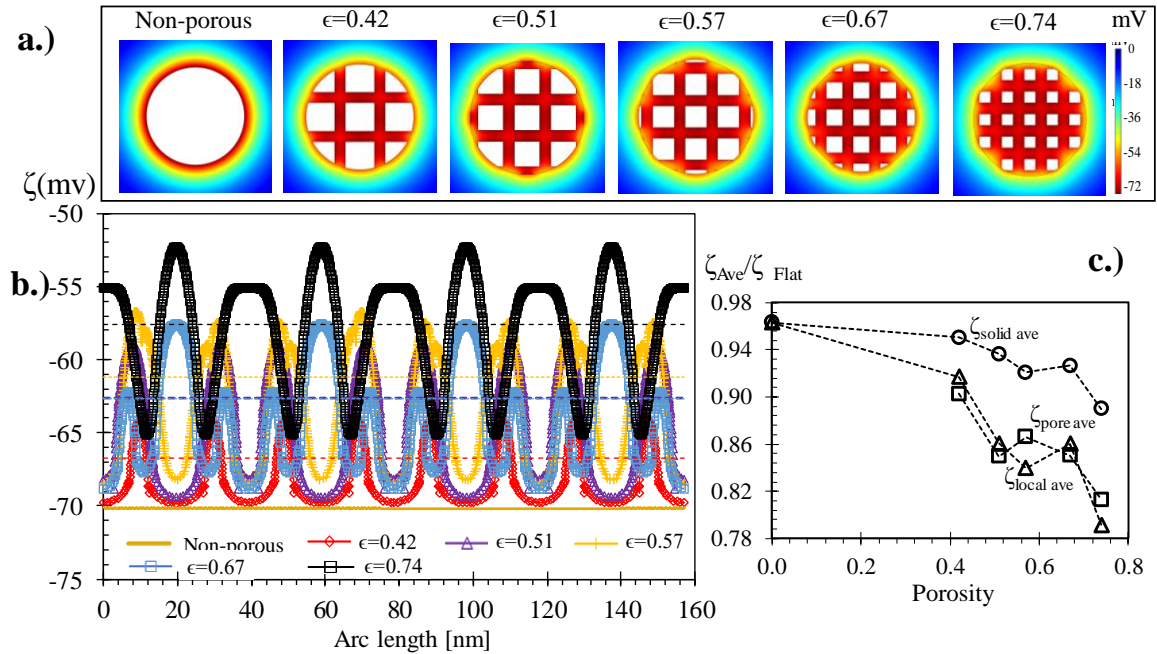 a.)
Non-porous ϵ=0.42 ϵ=0.51 ϵ=0.57 ϵ=0.67 ϵ=0.74 mV
0
-18
-36
-54
-72
ζ(mv)
b.)
-50
-55
-60
-65
-70
-75
Non-porous ϵ=0.42 ϵ=0.51 ϵ=0.57
ϵ=0.67 ϵ=0.74
0 20 40 60 80 100 120 140 160
Arc length [nm]
c.)
ζAve/ζ Flat
0.98
0.94
0.90
0.86
0.82
0.78
ζsolid ave
ζpore ave
ζlocal ave
0.0 0.2 0.4 0.6 0.8
Porosity